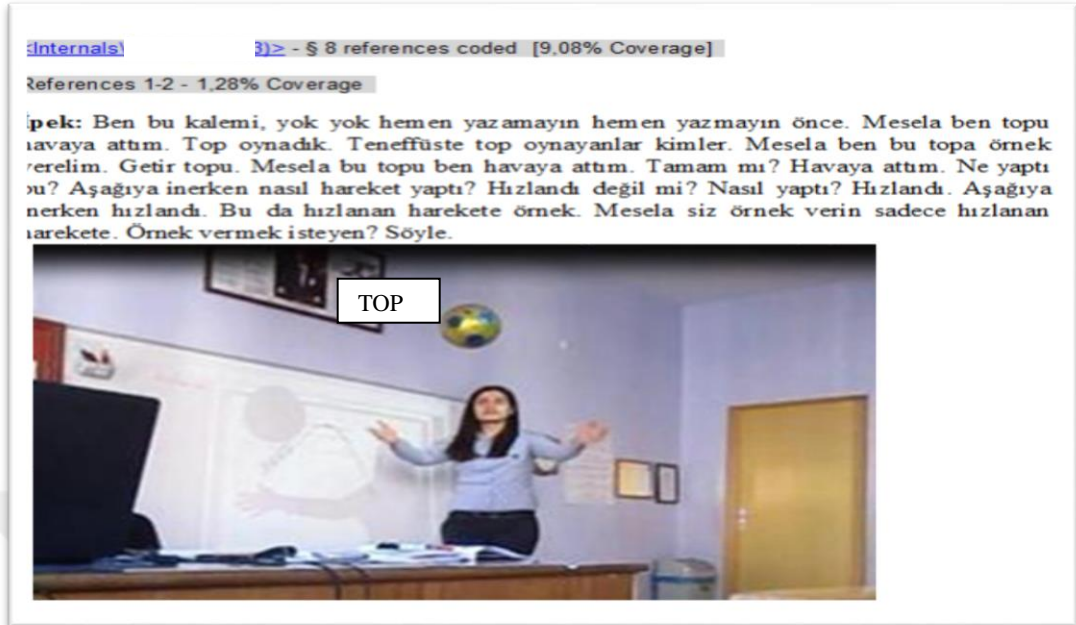 <Internals\ 3)> - § 8 references coded [9,08% Coverage]
References 1-2 - 1,28% Coverage
İpek: Ben bu kalemi, yok yok hemen yazamayın hemen yazmayın önce. Mesela ben topu
havaya attım. Top oynadık. Teneffüste top oynayanlar kimler. Mesela ben bu topa örnek
verelim. Getir topu. Mesela bu topu ben havaya attım. Tamam mı? Havaya attım. Ne yaptı
bu? Aşağıya inerken nasıl hareket yaptı? Hızlandı değil mi? Nasıl yaptı? Hızlandı. Aşağıya
inerken hızlandı. Bu da hızlanan harekete örnek. Mesela siz örnek verin sadece hızlanan
harekete. Örnek vermek isteyen? Söyle.
TOP